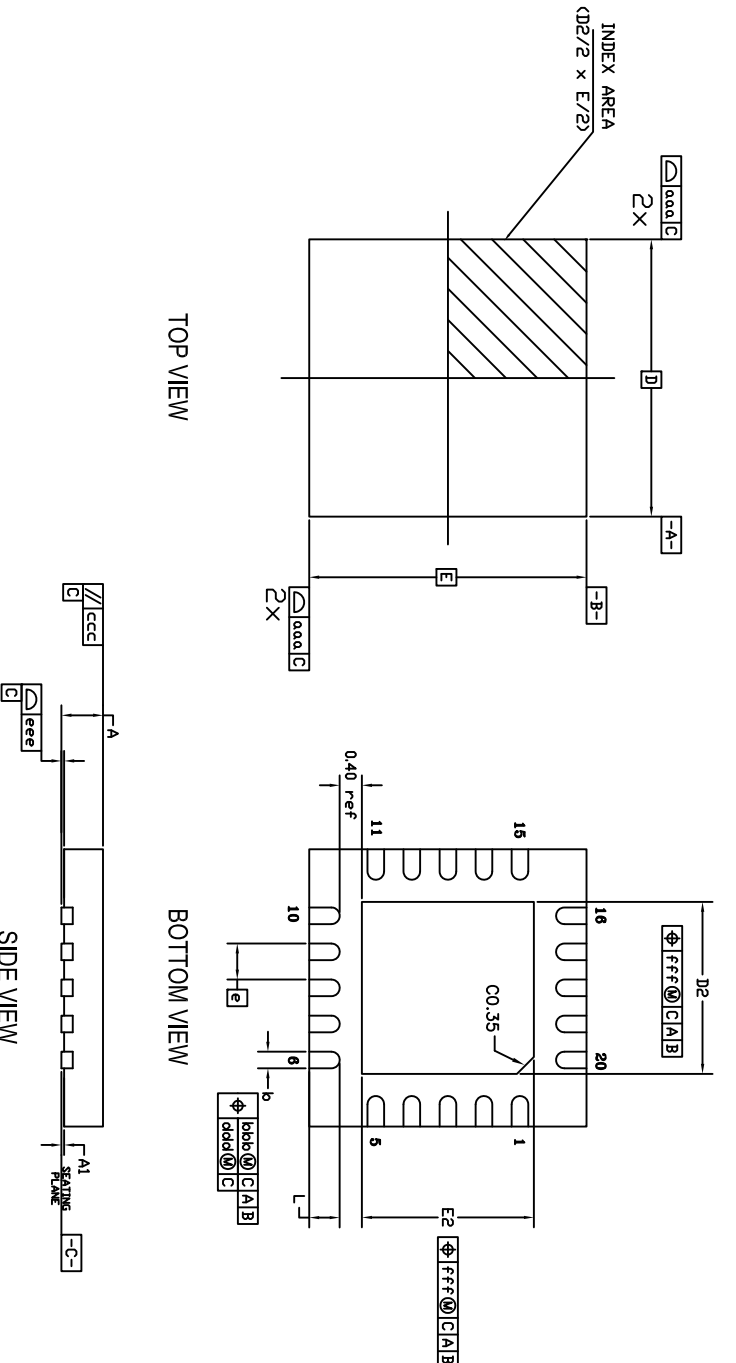 INDEX AREA
(D2/2 x E/2)
aaa C
2x
D
-A-
-B-
E
aaa C
2x
TOP VIEW
D2
fff Ⓜ C A B
16
20
15
11
1
5
10
6
C0.35
0.40 ref
E2
fff Ⓜ C A B
e
b
L
bbb Ⓜ C A B
ddd Ⓜ C
BOTTOM VIEW
// ccc
C
A
eee
C
A1
SEATING
PLANE
-C-
SIDE VIEW